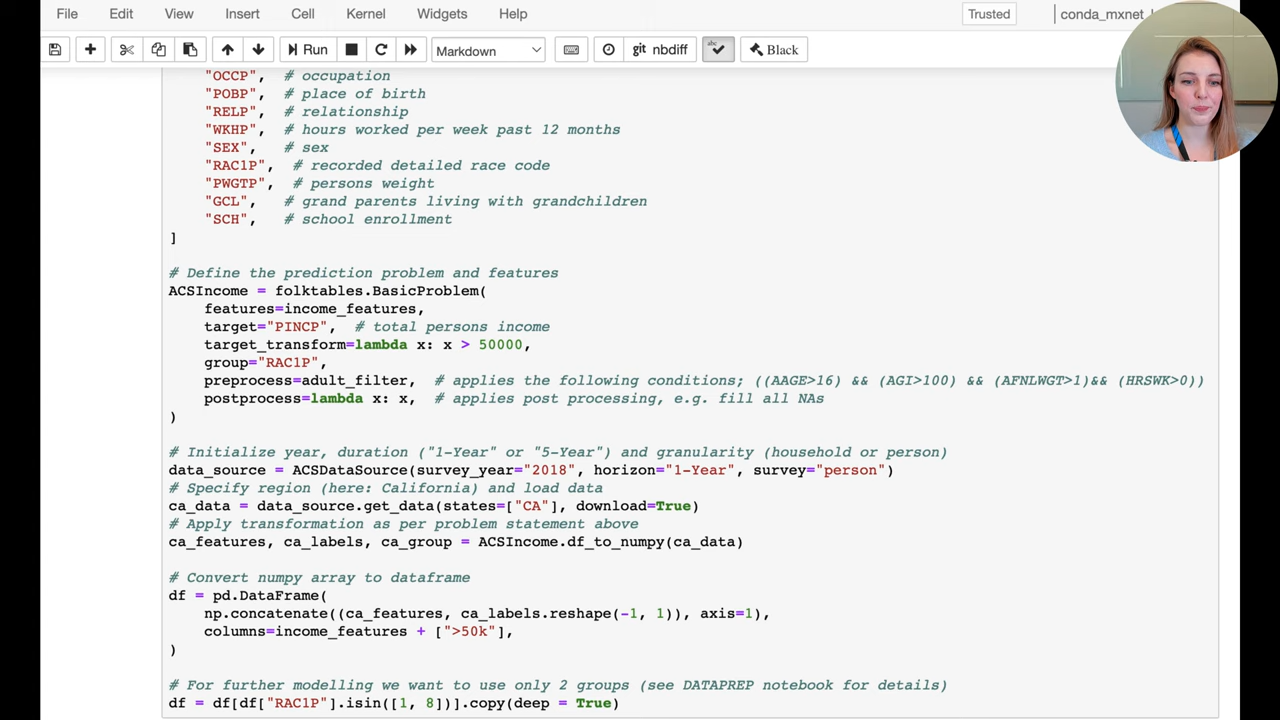 File Edit View Insert Cell Kernel Widgets Help Trusted conda_mxnet_
Run Markdown git nbdiff abc Black
"OCCP", # occupation
"POBP", # place of birth
"RELP", # relationship
"WKHP", # hours worked per week past 12 months
"SEX", # sex
"RAC1P", # recorded detailed race code
"PWGTP", # persons weight
"GCL", # grand parents living with grandchildren
"SCH", # school enrollment
]
# Define the prediction problem and features
ACSIncome = folktables.BasicProblem(
features=income_features,
target="PINCP", # total persons income
target_transform=lambda x: x > 50000,
group="RAC1P",
preprocess=adult_filter, # applies the following conditions; ((AAGE>16) && (AGI>100) && (AFNLWGT>1)&& (HRSWK>0))
postprocess=lambda x: x, # applies post processing, e.g. fill all NAs
)
# Initialize year, duration ("1-Year" or "5-Year") and granularity (household or person)
data_source = ACSDataSource(survey_year="2018", horizon="1-Year", survey="person")
# Specify region (here: California) and load data
ca_data = data_source.get_data(states=["CA"], download=True)
# Apply transformation as per problem statement above
ca_features, ca_labels, ca_group = ACSIncome.df_to_numpy(ca_data)
# Convert numpy array to dataframe
df = pd.DataFrame(
np.concatenate((ca_features, ca_labels.reshape(-1, 1)), axis=1),
columns=income_features + [">50k"],
)
# For further modelling we want to use only 2 groups (see DATAPREP notebook for details)
df = df[df["RAC1P"].isin([1, 8])].copy(deep = True)